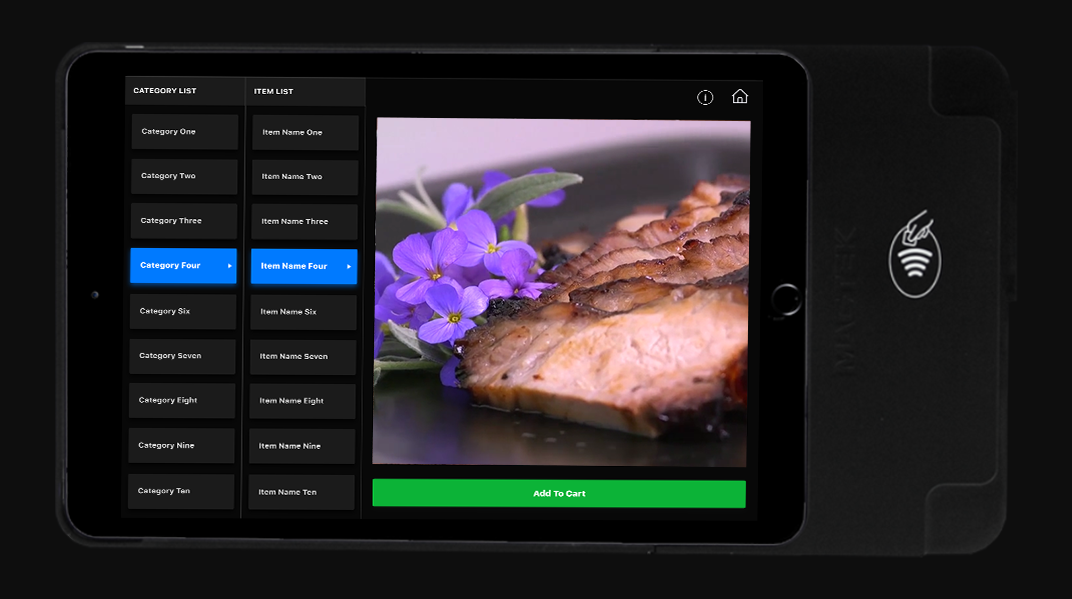 CATEGORY LIST
ITEM LIST
Category One
Item Name One
Category Two
Item Name Two
Category Three
Item Name Three
Category Four
Item Name Four
Category Six
Item Name Six
Category Seven
Item Name Seven
Category Eight
Item Name Eight
Category Nine
Item Name Nine
Category Ten
Item Name Ten
Add To Cart
MAGTEK